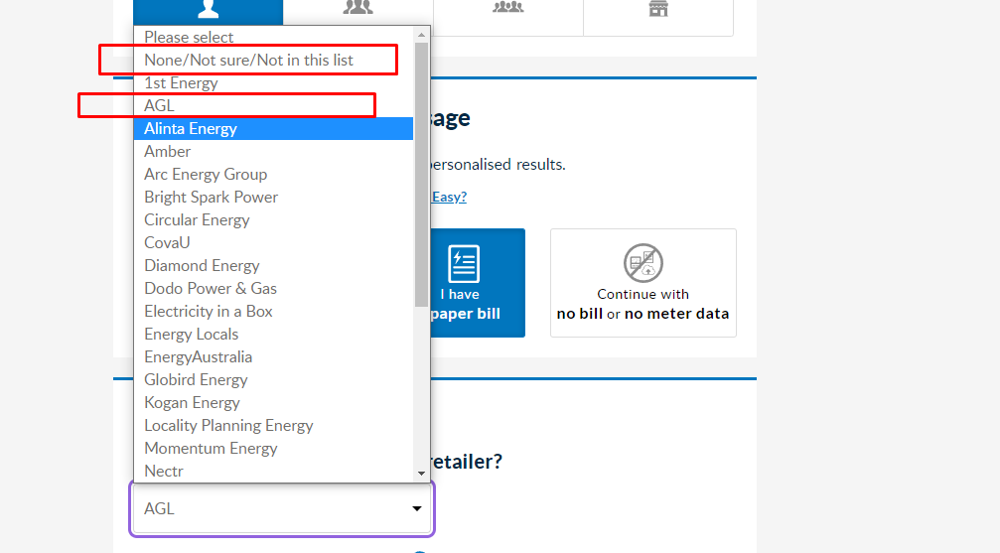 Please select
None/Not sure/Not in this list
1st Energy
AGL
Alinta Energy
Amber
Arc Energy Group
Bright Spark Power
Circular Energy
CovaU
Diamond Energy
Dodo Power & Gas
Electricity in a Box
Energy Locals
EnergyAustralia
Globird Energy
Kogan Energy
Locality Planning Energy
Momentum Energy
Nectr
personalised results.
Easy?
I have
paper bill
Continue with
no bill or no meter data
retailer?
AGL